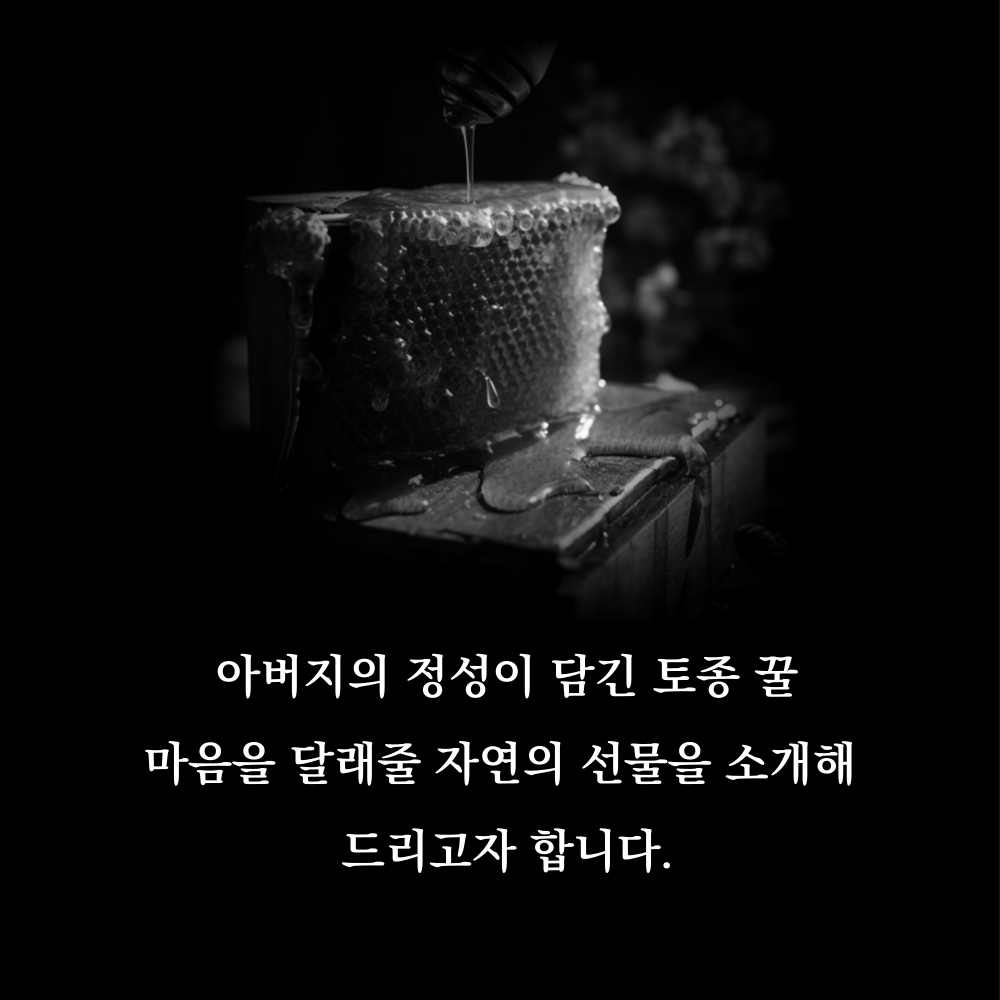 아버지의 정성이 담긴 토종 꿀
마음을 달래줄 자연의 선물을 소개해
드리고자 합니다.